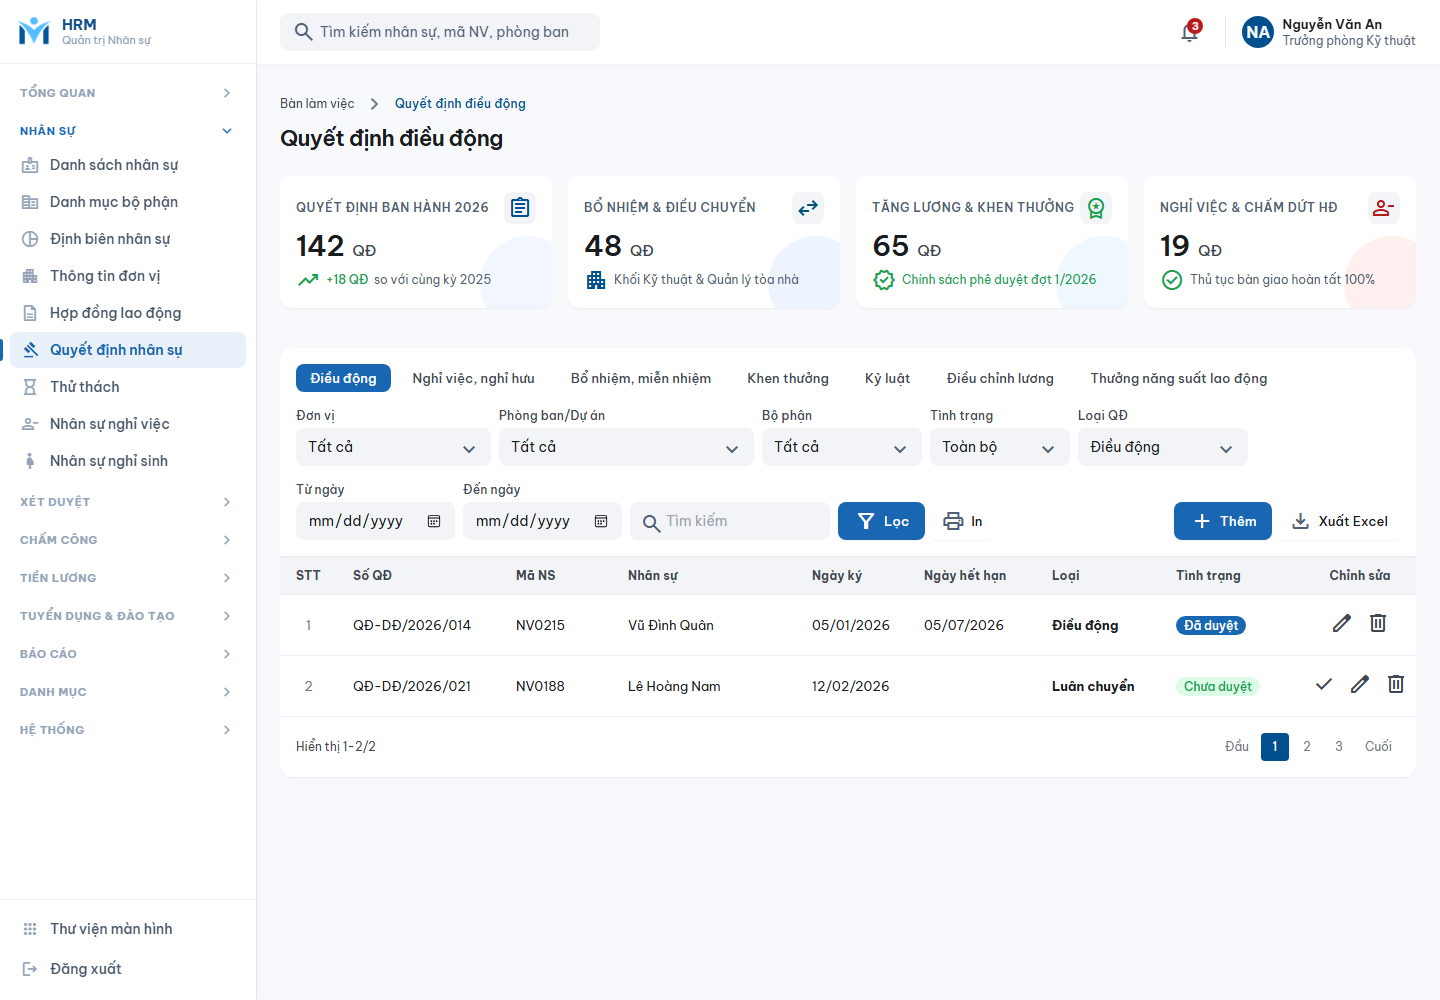 HRM
Quản trị Nhân sự
Tìm kiếm nhân sự, mã NV, phòng ban
3
NA
Nguyễn Văn An
Trưởng phòng Kỹ thuật
TỔNG QUAN
NHÂN SỰ
Danh sách nhân sự
Danh mục bộ phận
Định biên nhân sự
Thông tin đơn vị
Hợp đồng lao động
Quyết định nhân sự
Thử thách
Nhân sự nghỉ việc
Nhân sự nghỉ sinh
XÉT DUYỆT
CHẤM CÔNG
TIỀN LƯƠNG
TUYỂN DỤNG & ĐÀO TẠO
BÁO CÁO
DANH MỤC
HỆ THỐNG
Thư viện màn hình
Đăng xuất
Bàn làm việc
Quyết định điều động
Quyết định điều động
QUYẾT ĐỊNH BAN HÀNH 2026
142 QĐ
+18 QĐ so với cùng kỳ 2025
BỔ NHIỆM & ĐIỀU CHUYỂN
48 QĐ
Khối Kỹ thuật & Quản lý tòa nhà
TĂNG LƯƠNG & KHEN THƯỞNG
65 QĐ
Chính sách phê duyệt đợt 1/2026
NGHỈ VIỆC & CHẤM DỨT HĐ
19 QĐ
Thủ tục bàn giao hoàn tất 100%
Điều động Nghỉ việc, nghỉ hưu Bổ nhiệm, miễn nhiệm Khen thưởng Kỷ luật Điều chỉnh lương Thưởng năng suất lao động
Đơn vị Phòng ban/Dự án Bộ phận Tình trạng Loại QĐ
Tất cả Tất cả Tất cả Toàn bộ Điều động
Từ ngày Đến ngày
mm/dd/yyyy mm/dd/yyyy Tìm kiếm Lọc In Thêm Xuất Excel
STT Số QĐ Mã NS Nhân sự Ngày ký Ngày hết hạn Loại Tình trạng Chỉnh sửa
1 QĐ-DĐ/2026/014 NV0215 Vũ Đình Quân 05/01/2026 05/07/2026 Điều động Đã duyệt
2 QĐ-DĐ/2026/021 NV0188 Lê Hoàng Nam 12/02/2026 Luân chuyển Chưa duyệt
Hiển thị 1-2/2 Đầu 1 2 3 Cuối